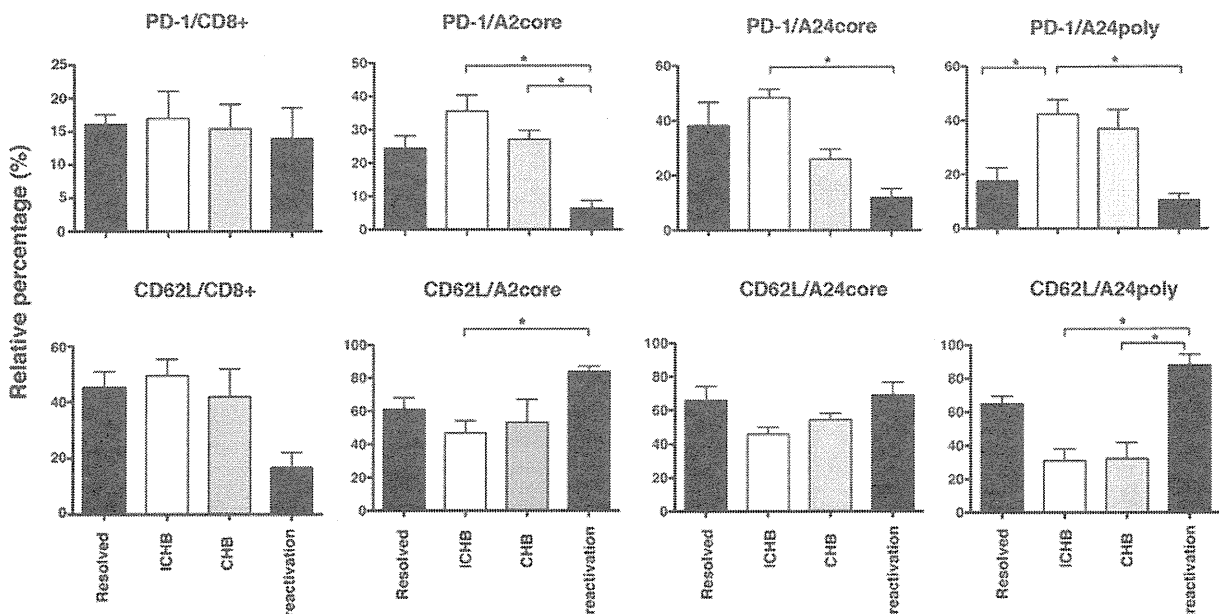 Relative percentage (%)
PD-1/CD8+
25
20
15
10
5
0
PD-1/A2core
50
40
30
20
10
0
*
*
PD-1/A24core
60
40
20
0
*
PD-1/A24poly
60
40
20
0
*
*
CD62L/CD8+
60
40
20
0
Resolved
ICHB
CHB
reactivation
CD62L/A2core
100
80
60
40
20
0
*
Resolved
ICHB
CHB
reactivation
CD62L/A24core
100
80
60
40
20
0
Resolved
ICHB
CHB
reactivation
CD62L/A24poly
100
80
60
40
20
0
*
*
Resolved
ICHB
CHB
reactivation